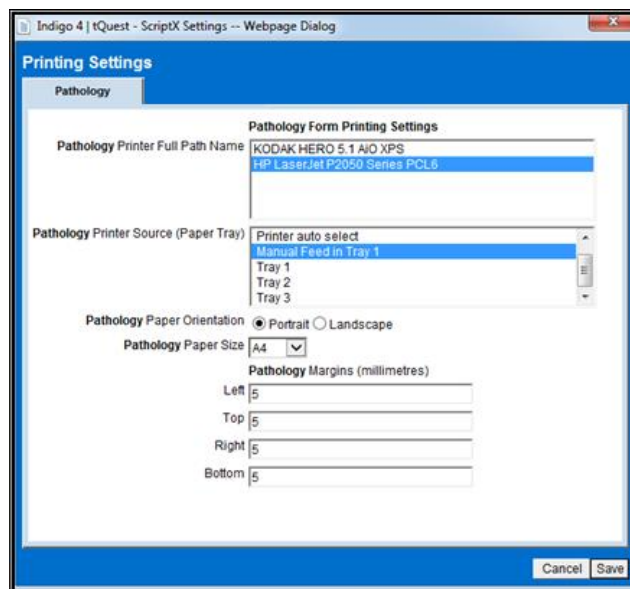 Indigo 4 | tQuest - ScriptX Settings -- Webpage Dialog
Printing Settings
Pathology
Pathology Form Printing Settings
Pathology Printer Full Path Name
KODAK HERO 5.1 AiO XPS
HP LaserJet P2050 Series PCL6
Pathology Printer Source (Paper Tray)
Printer auto select
Manual Feed in Tray 1
Tray 1
Tray 2
Tray 3
Pathology Paper Orientation Portrait Landscape
Pathology Paper Size A4
Pathology Margins (millimetres)
Left 5
Top 5
Right 5
Bottom 5
Cancel Save